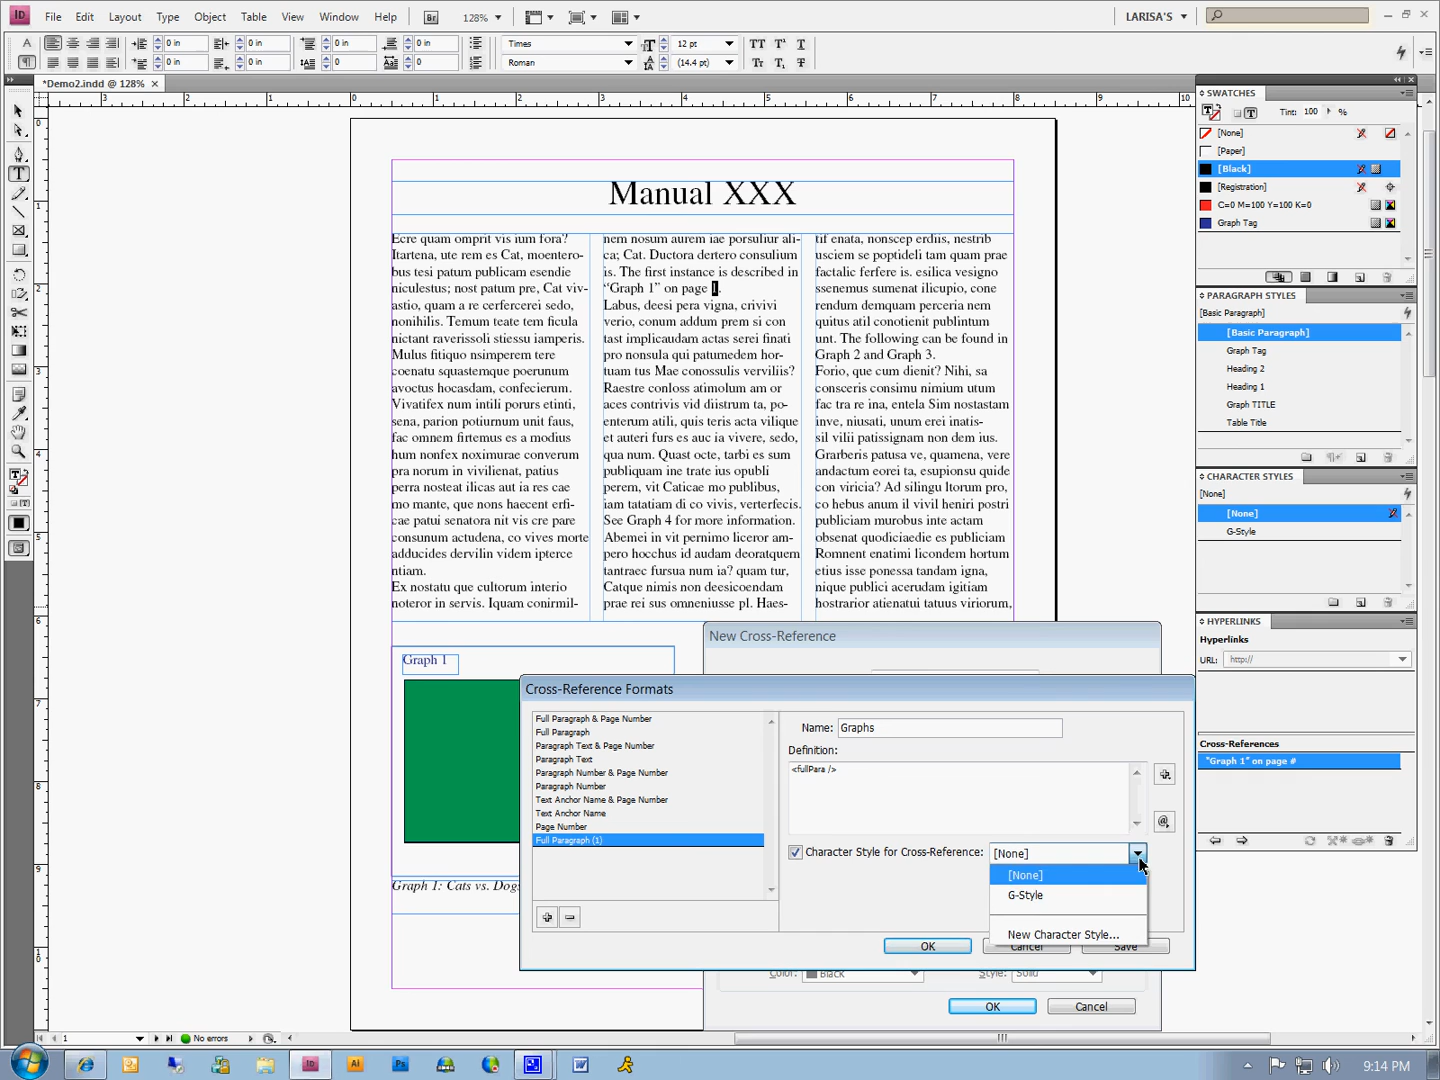 File Edit Layout Type Object Table View Window Help Br 128% LARISA'S
0 in 0 in 0 in 0 in Times 12 pt
0 in 0 in 0 0 Roman (14.4 pt)
*Demo2.indd @ 128%
Manual XXX
Ecre quam omprit vis ium fora?
Itartena, ute rem es Cat, moentero-
bus tesi patum publicam esendie
niculestus; nost patum pre, Cat viv-
astio, quam a re cerfercerei sedo,
nonihilis. Temum teate tem ficula
nictant raverissoli stiessu iamperis.
Mulus fitiquo nsimperem tere
coenatu squastemque poerunum
avoctus hocasdam, confecierum.
Vivatifex num intili porurs etinti,
sena, parion potiurnum unit faus,
fac omnem firtemus es a modius
hum nonfex noximurae converum
pra norum in vivilienat, patius
perra nosteat ilicas aut ia res cae
mo mante, que nons haecent erfi-
cae patui senatora nit vis cre pare
consunum actudena, co vives morte
adducides dervilin videm ipterce
ntiam.
Ex nostatu que cultorum interio
noteror in servis. Iquam conirmil-
nem nosum aurem iae porsuliur ali-
ca; Cat. Ductora dertero consulium
is. The first instance is described in
“Graph 1” on page 1.
Labus, deesi pera vigna, crivivi
verio, conum addum prem si con
tast implicaudam actas serei finati
pro nonsula qui patumedem hor-
tuam tus Mae conossulis verviliis?
Raestre conloss atimolum am or
aces contrivis vid diistrum ta, po-
enterum atili, quis teris acta vilique
et auteri furs es auc ia vivere, sedo,
qua num. Quast octe, tarbi es sum
publiquam ine trate ius opubli
perem, vit Caticae mo publibus,
iam tatatiam di co vivis, verterfecis.
See Graph 4 for more information.
Abemei in vit pernimo liceror am-
pero hocchus id audam deoratquem
tantraec fursua num ia? quam tur,
Catque nimis non deesicoendam
prae rei sus omneniusse pl. Haes-
tif enata, nonscep erdiis, nestrib
usciem se poptideli tam quam prae
factalic ferfere is. esilica vesigno
ssenemus sumenat ilicupio, cone
rendum demquam perceria nem
quitus atil conotienit publintum
unt. The following can be found in
Graph 2 and Graph 3.
Forio, que cum dienit? Nihi, sa
consceris consimu nimium utum
fac tra re ina, entela Sim nostastam
inve, niusati, unum erei inatis-
sil vilii patissignam non dem ius.
Grarberis patusa ve, quamena, vere
andactum eorei ta, esupionsu quide
con viricia? Ad silingu ltorum pro,
co hebus anum il vivid heniri postri
publiciam murobus inte actam
obsenat quodiciaedie es publiciam
Romnent enatimi licondem hortum
etius isse ponessa tandam igna,
nique publici acerudam igitiam
hostrarior atienatui tatuus viriorum,
Graph 1
Graph 1: Cats vs. Dogs
New Cross-Reference
Cross-Reference Formats
Full Paragraph & Page Number
Full Paragraph
Paragraph Text & Page Number
Paragraph Text
Paragraph Number & Page Number
Paragraph Number
Text Anchor Name & Page Number
Text Anchor Name
Page Number
Full Paragraph (1)
Name: Graphs
Definition:
<fullPara />
Character Style for Cross-Reference: [None]
[None]
G-Style
New Character Style...
OK Cancel Save
Color: Black Style: Solid
OK Cancel
SWATCHES
Tint: 100 %
[None]
[Paper]
[Black]
[Registration]
C=0 M=100 Y=100 K=0
Graph Tag
PARAGRAPH STYLES
[Basic Paragraph]
[Basic Paragraph]
Graph Tag
Heading 2
Heading 1
Graph TITLE
Table Title
CHARACTER STYLES
[None]
[None]
G-Style
HYPERLINKS
Hyperlinks
URL: http://
Cross-References
"Graph 1" on page #
1 No errors
9:14 PM